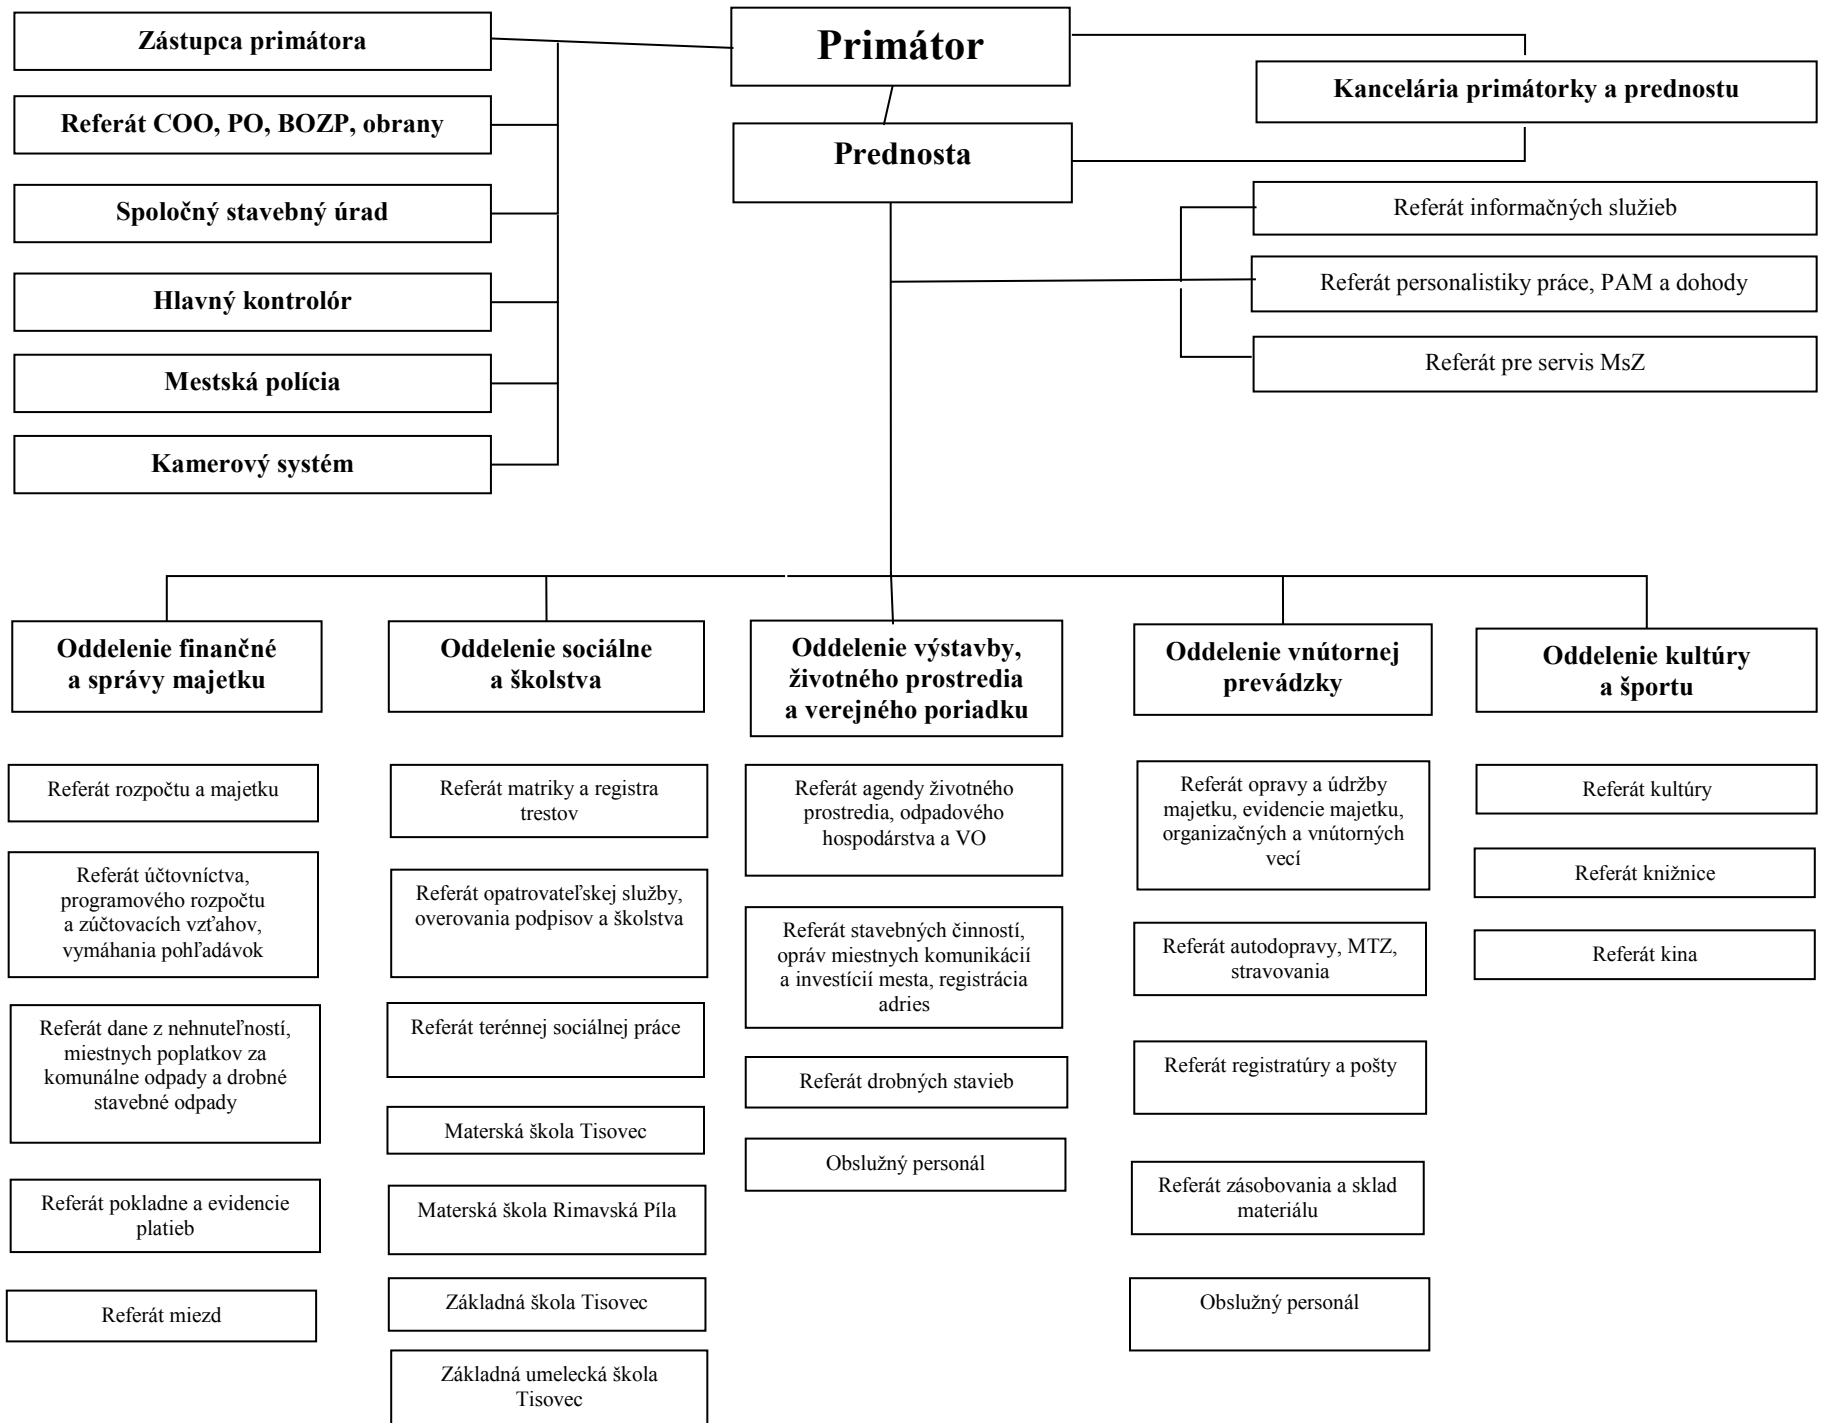 Primátor
Zástupca primátora
Kancelária primátorky a prednostu
Referát COO, PO, BOZP, obrany
Prednosta
Spoločný stavebný úrad
Referát informačných služieb
Hlavný kontrolór
Referát personalistiky práce, PAM a dohody
Mestská polícia
Referát pre servis MsZ
Kamerový systém
Oddelenie finančné
a správy majetku
Referát rozpočtu a majetku
Referát účtovníctva,
programového rozpočtu
a zúčtovacích vzťahov,
vymáhania pohľadávok
Referát dane z nehnuteľností,
miestnych poplatkov za
komunálne odpady a drobné
stavebné odpady
Referát pokladne a evidencie
platieb
Referát miezd
Oddelenie sociálne
a školstva
Referát matriky a registra
trestov
Referát opatrovateľskej služby,
overovania podpisov a školstva
Referát terénnej sociálnej práce
Materská škola Tisovec
Materská škola Rimavská Píla
Základná škola Tisovec
Základná umelecká škola
Tisovec
Oddelenie výstavby,
životného prostredia
a verejného poriadku
Referát agendy životného
prostredia, odpadového
hospodárstva a VO
Referát stavebných činností,
opráv miestnych komunikácií
a investícií mesta, registrácia
adries
Referát drobných stavieb
Obslužný personál
Oddelenie vnútornej
prevádzky
Referát opravy a údržby
majetku, evidencie majetku,
organizačných a vnútorných
vecí
Referát autodopravy, MTZ,
stravovania
Referát registratúry a pošty
Referát zásobovania a sklad
materiálu
Obslužný personál
Oddelenie kultúry
a športu
Referát kultúry
Referát knižnice
Referát kina